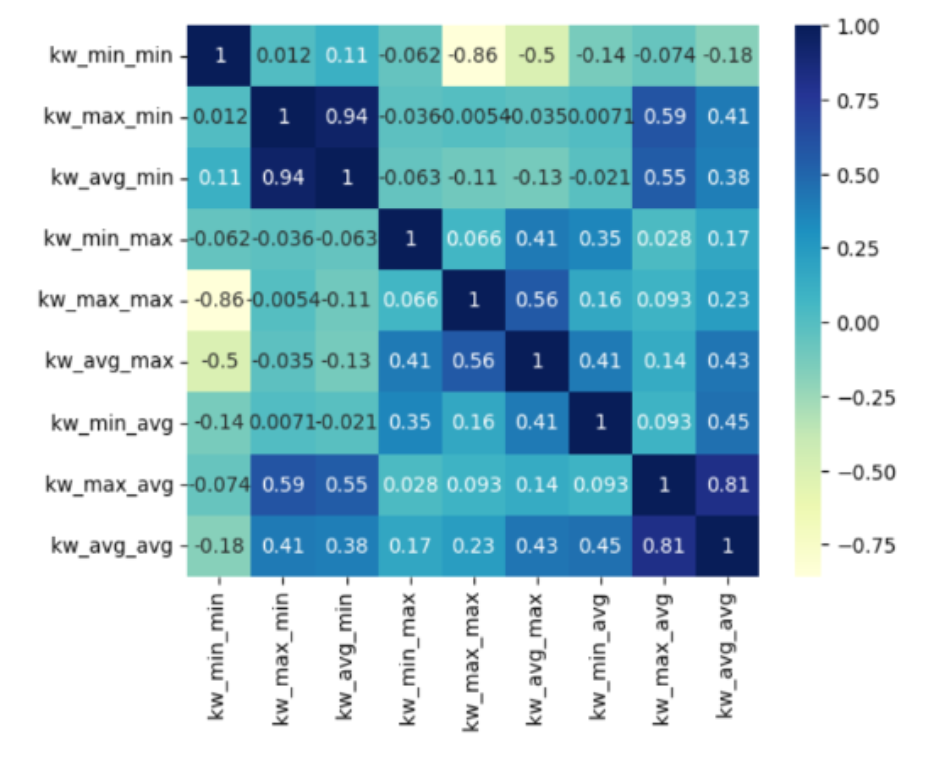 kw_min_min 1 0.012 0.11 -0.062 -0.86 -0.5 -0.14 -0.074 -0.18
kw_max_min 0.012 1 0.94 -0.036 -0.0054 -0.035 0.0071 0.59 0.41
kw_avg_min 0.11 0.94 1 -0.063 -0.11 -0.13 -0.021 0.55 0.38
kw_min_max -0.062 -0.036 -0.063 1 0.066 0.41 0.35 0.028 0.17
kw_max_max -0.86 -0.0054 -0.11 0.066 1 0.56 0.16 0.093 0.23
kw_avg_max -0.5 -0.035 -0.13 0.41 0.56 1 0.41 0.14 0.43
kw_min_avg -0.14 0.0071 -0.021 0.35 0.16 0.41 1 0.093 0.45
kw_max_avg -0.074 0.59 0.55 0.028 0.093 0.14 0.093 1 0.81
kw_avg_avg -0.18 0.41 0.38 0.17 0.23 0.43 0.45 0.81 1
kw_min_min
kw_max_min
kw_avg_min
kw_min_max
kw_max_max
kw_avg_max
kw_min_avg
kw_max_avg
kw_avg_avg
1.00
0.75
0.50
0.25
0.00
−0.25
−0.50
−0.75